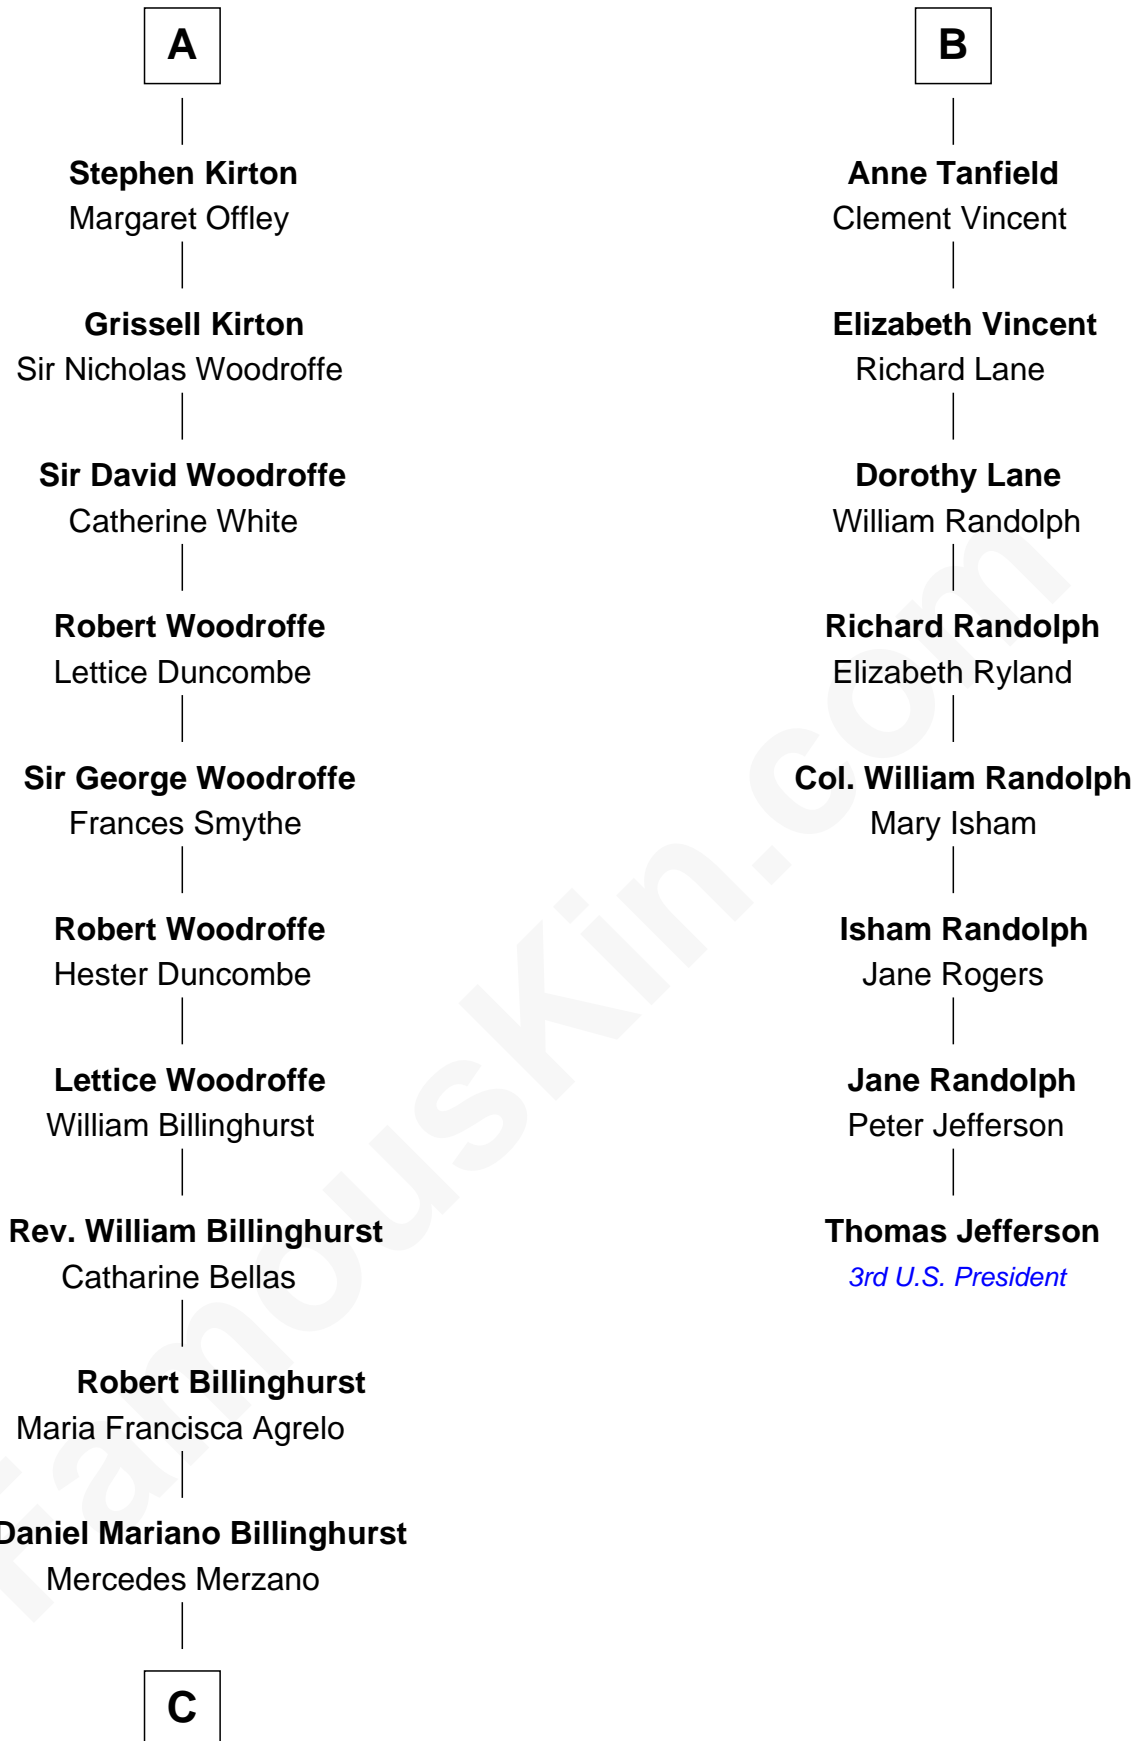 A
Stephen Kirton
Margaret Offley
Grissell Kirton
Sir Nicholas Woodroffe
Sir David Woodroffe
Catherine White
Robert Woodroffe
Lettice Duncombe
Sir George Woodroffe
Frances Smythe
Robert Woodroffe
Hester Duncombe
Lettice Woodroffe
William Billinghurst
Rev. William Billinghurst
Catharine Bellas
Robert Billinghurst
Maria Francisca Agrelo
Daniel Mariano Billinghurst
Mercedes Merzano
C
B
Anne Tanfield
Clement Vincent
Elizabeth Vincent
Richard Lane
Dorothy Lane
William Randolph
Richard Randolph
Elizabeth Ryland
Col. William Randolph
Mary Isham
Isham Randolph
Jane Rogers
Jane Randolph
Peter Jefferson
Thomas Jefferson
3rd U.S. President
FamousKin.com